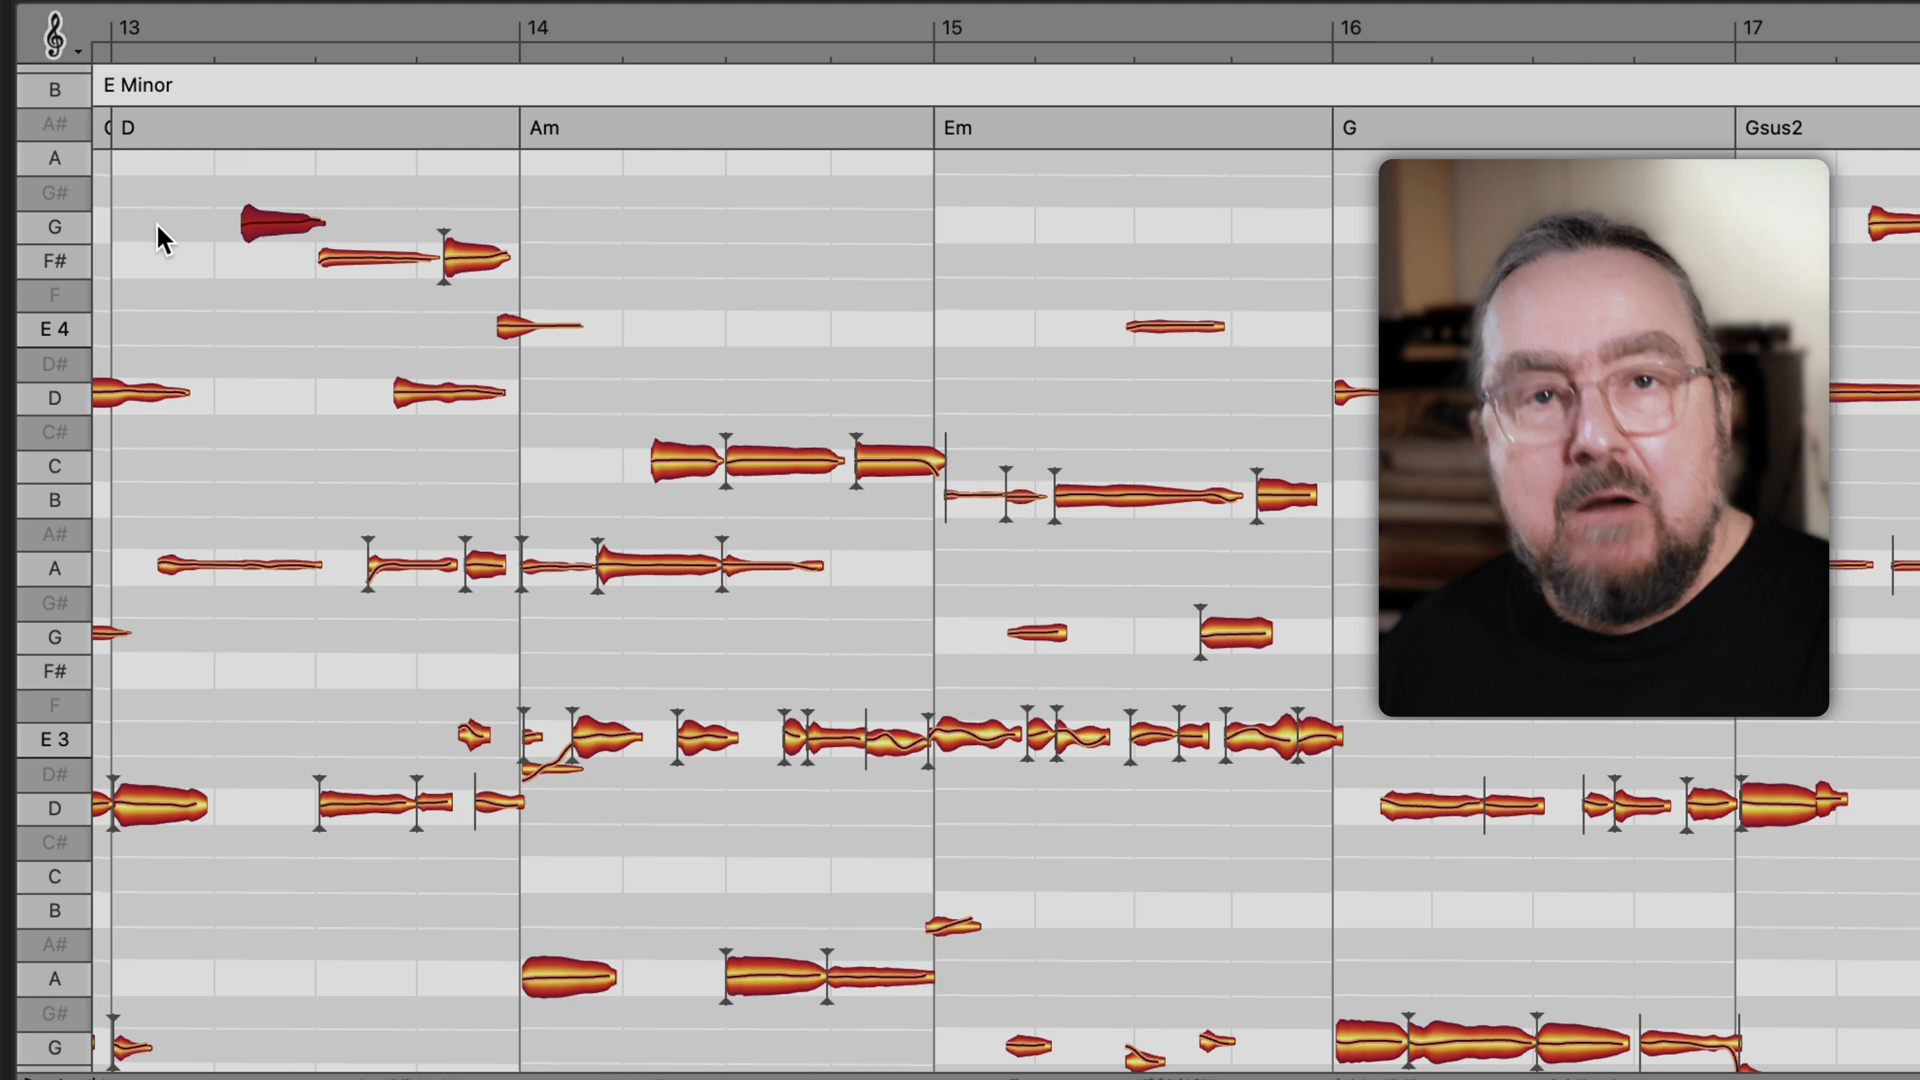 13 14 15 16 17
E Minor
D Am Em G Gsus2
B
A#
A
G#
G
F#
F
E 4
D#
D
C#
C
B
A#
A
G#
G
F#
F
E 3
D#
D
C#
C
B
A#
A
G#
G